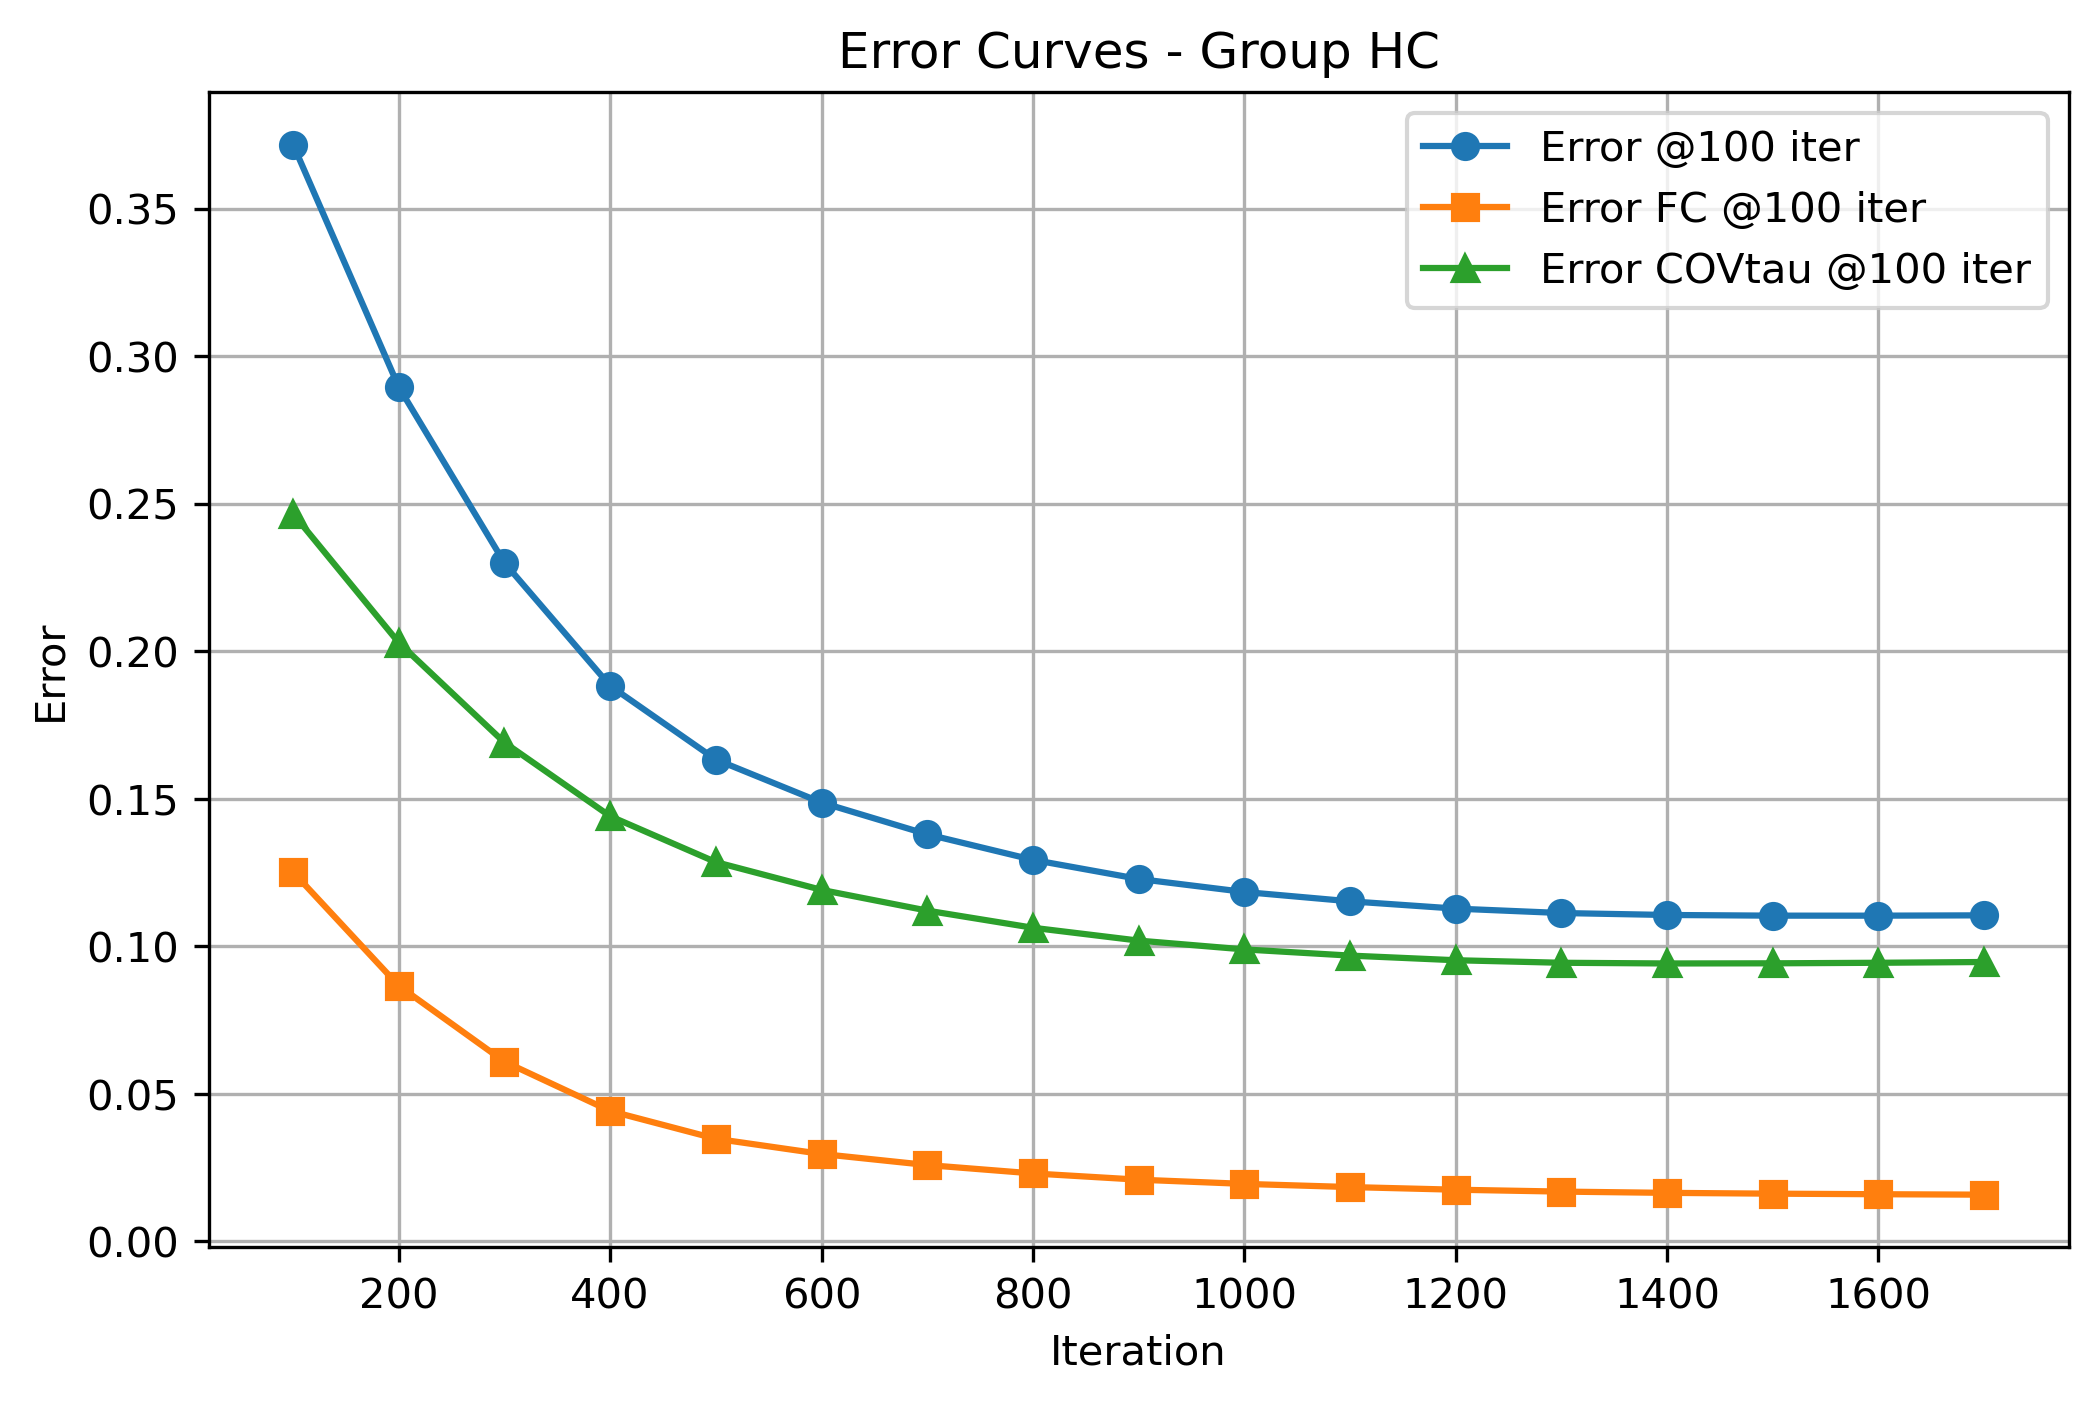 Error Curves - Group HC
Error @100 iter
Error FC @100 iter
Error COVtau @100 iter
Error
0.35
0.30
0.25
0.20
0.15
0.10
0.05
0.00
200 400 600 800 1000 1200 1400 1600
Iteration